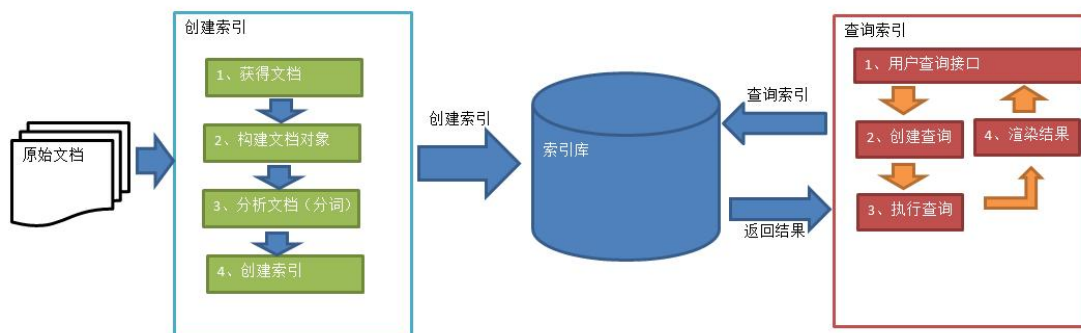 原始文档
创建索引
1、获得文档
2、构建文档对象
3、分析文档（分词）
4、创建索引
创建索引
索引库
查询索引
返回结果
查询索引
1、用户查询接口
2、创建查询
4、渲染结果
3、执行查询